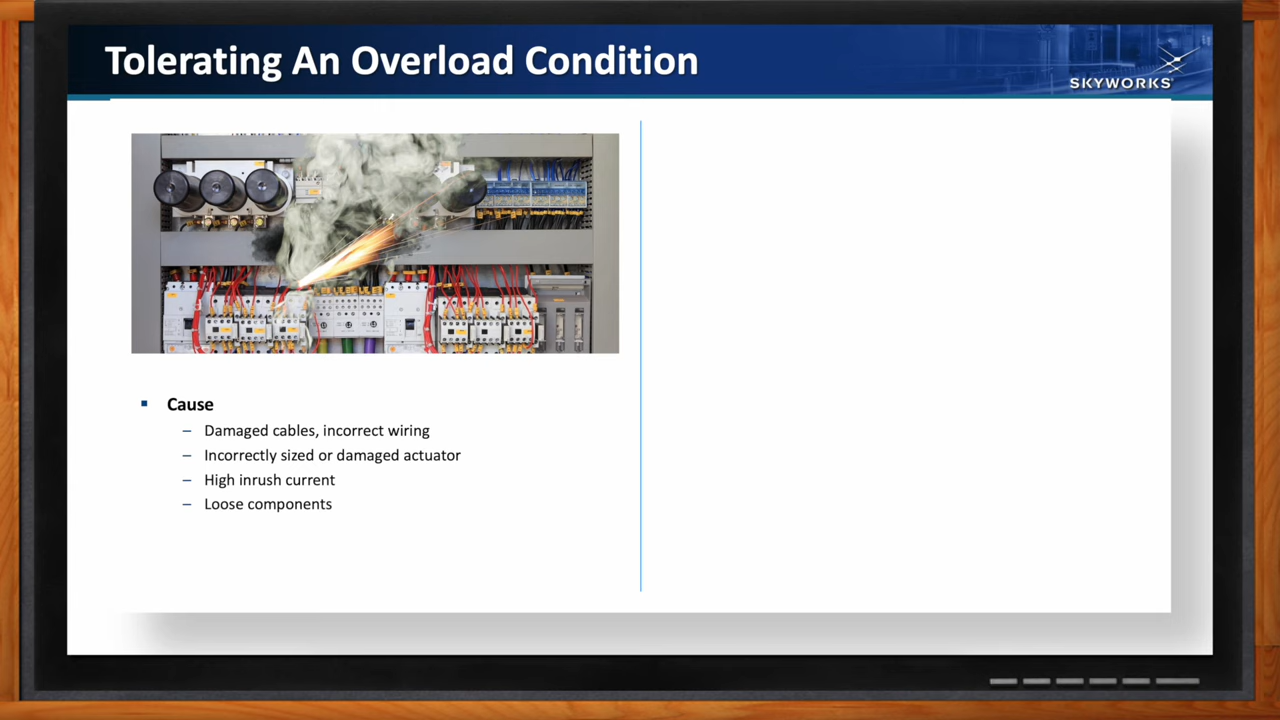 Tolerating An Overload Condition
SKYWORKS
Cause
– Damaged cables, incorrect wiring
– Incorrectly sized or damaged actuator
– High inrush current
– Loose components